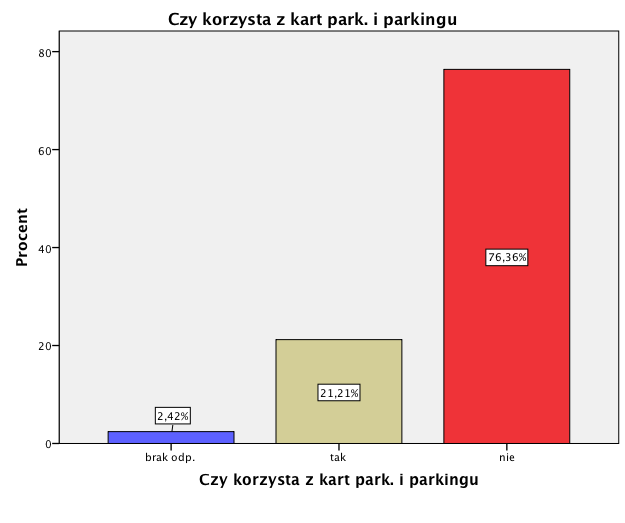 Czy korzysta z kart park. i parkingu
80
60
40
20
0
Procent
2,42%
21,21%
76,36%
brak odp.
tak
nie
Czy korzysta z kart park. i parkingu